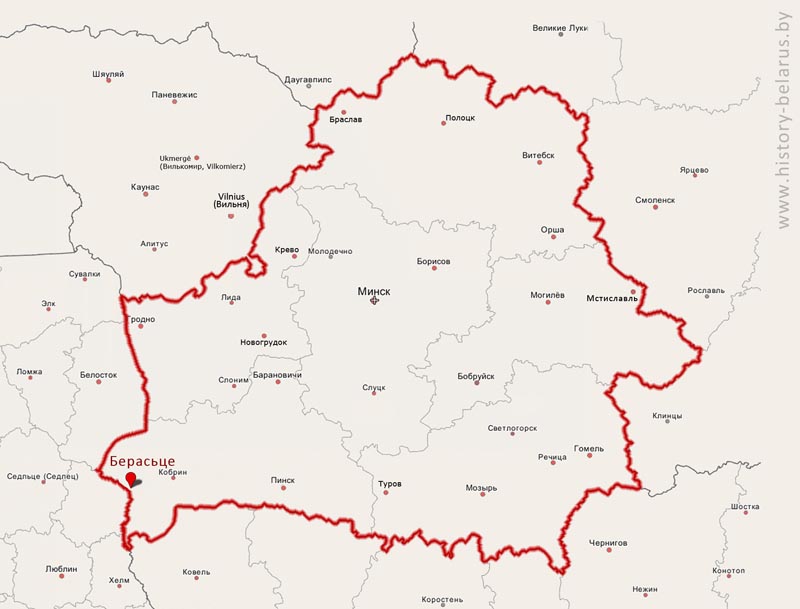 Великие Луки
www.history-belarus.by
Шяуляй
Даугавпилс
Паневежис
Браслав
Полоцк
Ukmergė
(Вилькомир, Vilkomierz)
Витебск
Ярцево
Каунас
Vilnius
(Вильня)
Смоленск
Алитус
Крево
Молодечно
Орша
Сувалки
Борисов
Элк
Лида
Минск
Могилёв
Мстиславль
Рославль
Гродно
Новогрудок
Ломжа
Белосток
Слоним
Барановичи
Слуцк
Бобруйск
Светлогорск
Клинцы
Берасьце
Седльце (Седлец)
Кобрин
Пинск
Туров
Мозырь
Речица
Гомель
Шостка
Чернигов
Люблин
Хелм
Ковель
Коростень
Нежин
Конотоп